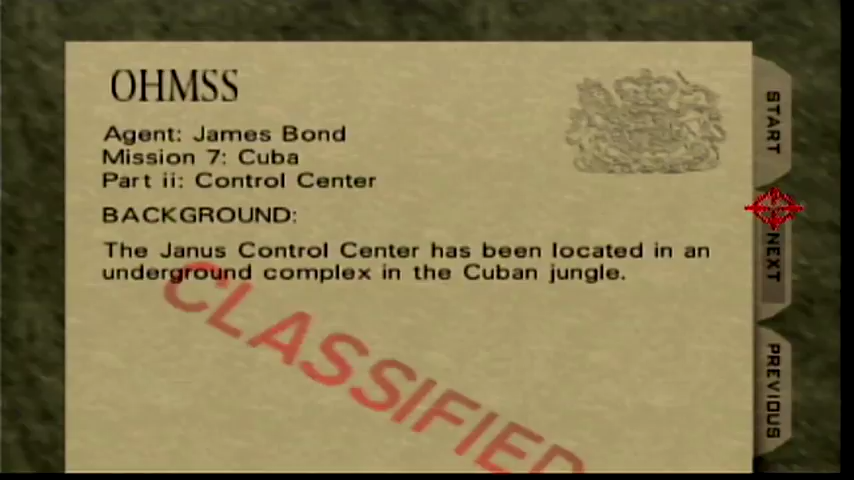 OHMSS
Agent: James Bond
Mission 7: Cuba
Part ii: Control Center
BACKGROUND:
The Janus Control Center has been located in an
underground complex in the Cuban jungle.
CLASSIFIED
START
NEXT
PREVIOUS